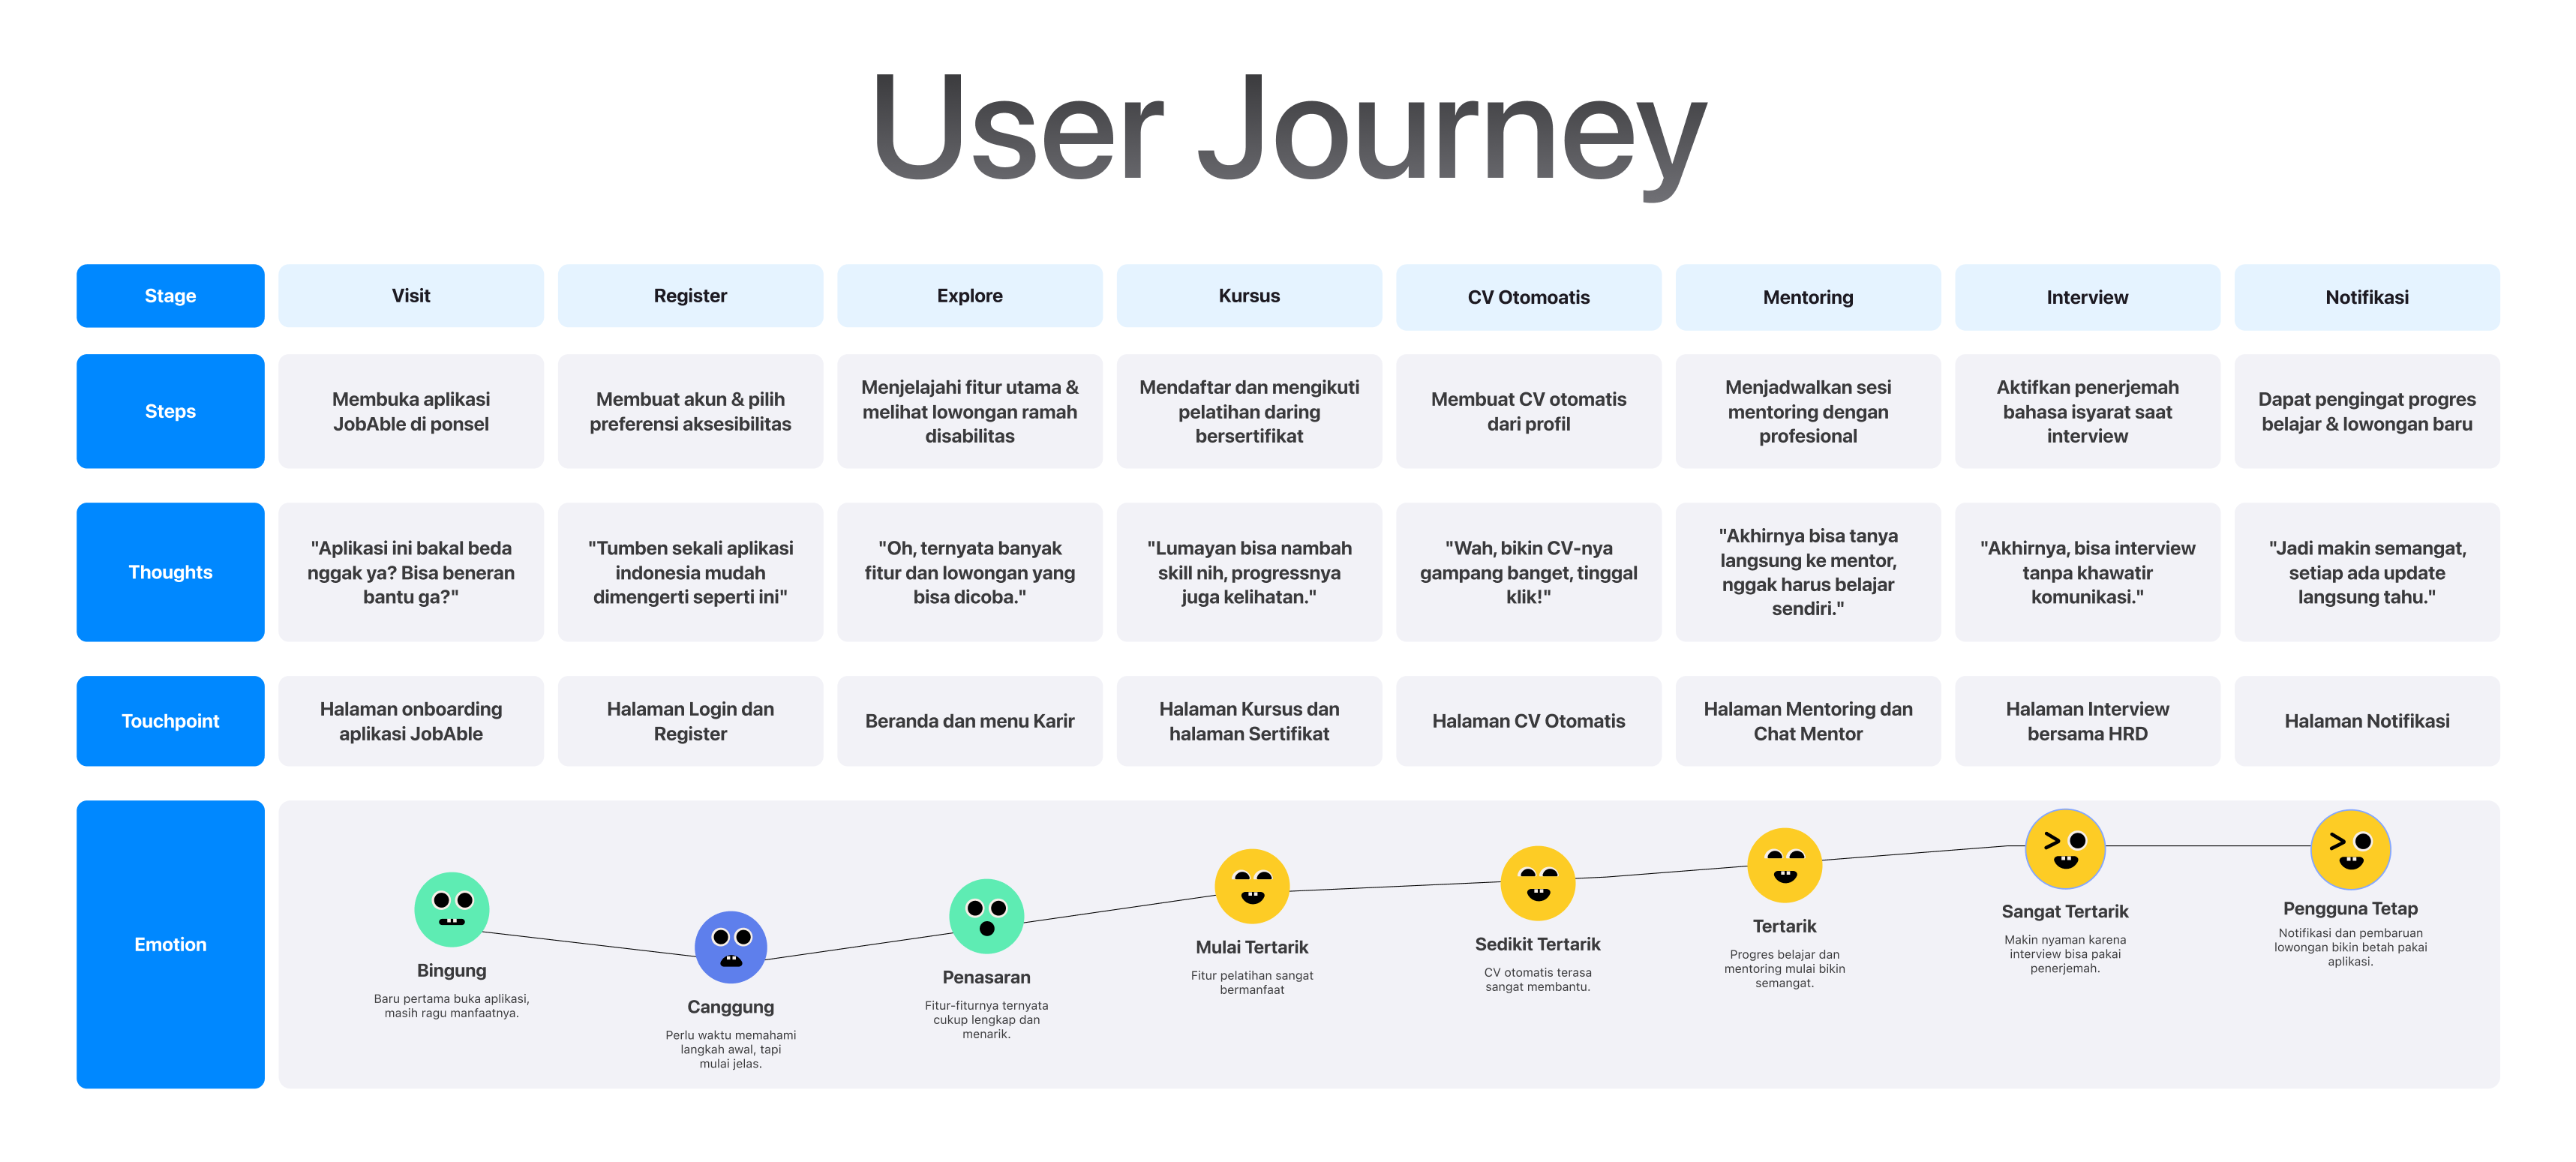 User Journey
Stage
Visit
Register
Explore
Kursus
CV Otomoatis
Mentoring
Interview
Notifikasi
Steps
Membuka aplikasi
JobAble di ponsel
Membuat akun & pilih
preferensi aksesibilitas
Menjelajahi fitur utama &
melihat lowongan ramah
disabilitas
Mendaftar dan mengikuti
pelatihan daring
bersertifikat
Membuat CV otomatis
dari profil
Menjadwalkan sesi
mentoring dengan
profesional
Aktifkan penerjemah
bahasa isyarat saat
interview
Dapat pengingat progres
belajar & lowongan baru
Thoughts
"Aplikasi ini bakal beda
nggak ya? Bisa beneran
bantu ga?"
"Tumben sekali aplikasi
indonesia mudah
dimengerti seperti ini"
"Oh, ternyata banyak
fitur dan lowongan yang
bisa dicoba."
"Lumayan bisa nambah
skill nih, progressnya
juga kelihatan."
"Wah, bikin CV-nya
gampang banget, tinggal
klik!"
"Akhirnya bisa tanya
langsung ke mentor,
nggak harus belajar
sendiri."
"Akhirnya, bisa interview
tanpa khawatir
komunikasi."
"Jadi makin semangat,
setiap ada update
langsung tahu."
Touchpoint
Halaman onboarding
aplikasi JobAble
Halaman Login dan
Register
Beranda dan menu Karir
Halaman Kursus dan
halaman Sertifikat
Halaman CV Otomatis
Halaman Mentoring dan
Chat Mentor
Halaman Interview
bersama HRD
Halaman Notifikasi
Emotion
Bingung
Baru pertama buka aplikasi,
masih ragu manfaatnya.
Canggung
Perlu waktu memahami
langkah awal, tapi
mulai jelas.
Penasaran
Fitur-fiturnya ternyata
cukup lengkap dan
menarik.
Mulai Tertarik
Fitur pelatihan sangat
bermanfaat
Sedikit Tertarik
CV otomatis terasa
sangat membantu.
Tertarik
Progres belajar dan
mentoring mulai bikin
semangat.
Sangat Tertarik
Makin nyaman karena
interview bisa pakai
penerjemah.
Pengguna Tetap
Notifikasi dan pembaruan
lowongan bikin betah pakai
aplikasi.